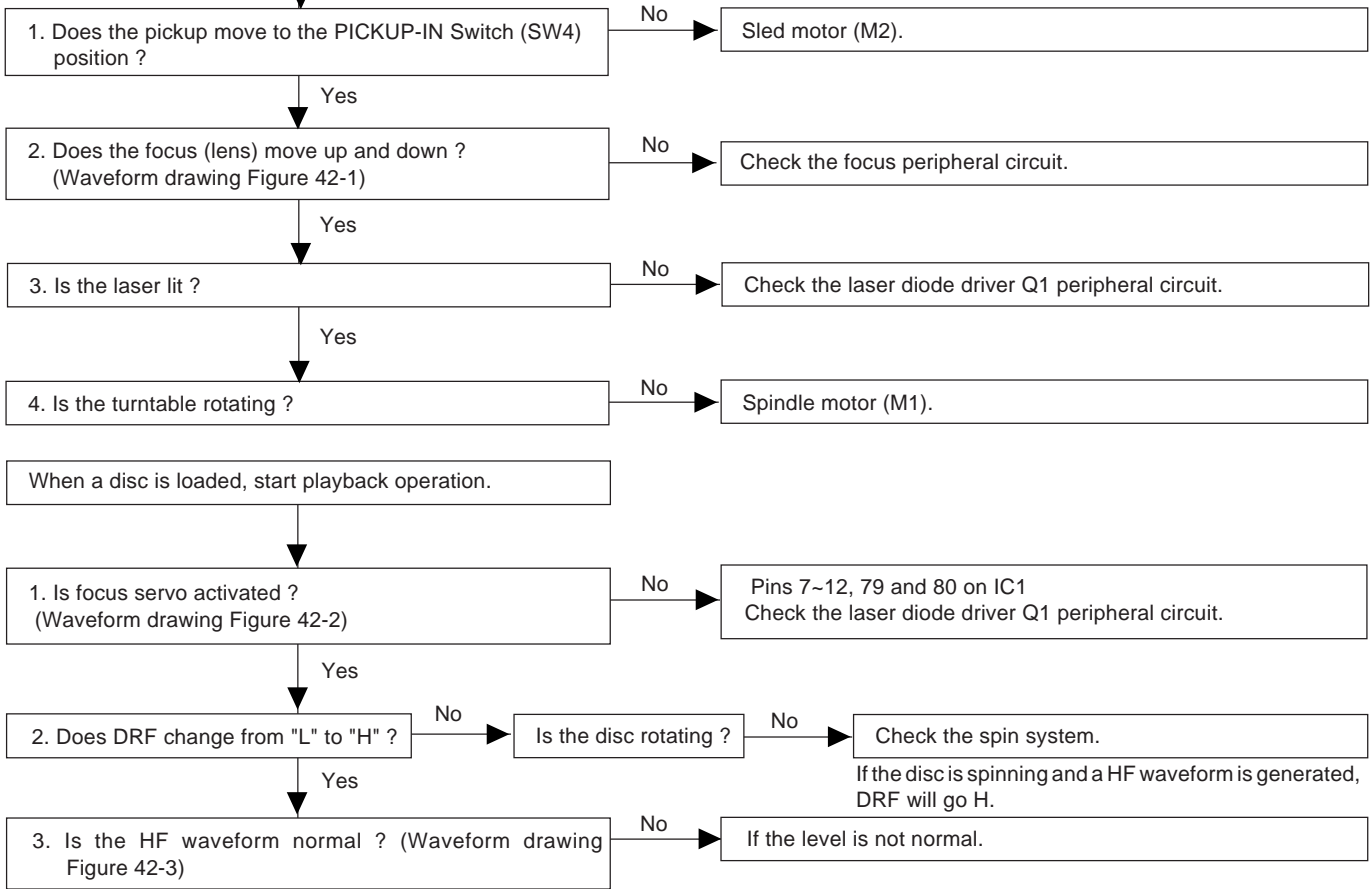 1. Does the pickup move to the PICKUP-IN Switch (SW4)
position ?
No
Sled motor (M2).
Yes
2. Does the focus (lens) move up and down ?
(Waveform drawing Figure 42-1)
No
Check the focus peripheral circuit.
Yes
3. Is the laser lit ?
No
Check the laser diode driver Q1 peripheral circuit.
Yes
4. Is the turntable rotating ?
No
Spindle motor (M1).
When a disc is loaded, start playback operation.
1. Is focus servo activated ?
(Waveform drawing Figure 42-2)
No
Pins 7~12, 79 and 80 on IC1
Check the laser diode driver Q1 peripheral circuit.
Yes
2. Does DRF change from "L" to "H" ?
No
Is the disc rotating ?
No
Check the spin system.
If the disc is spinning and a HF waveform is generated,
DRF will go H.
Yes
3. Is the HF waveform normal ? (Waveform drawing
Figure 42-3)
No
If the level is not normal.